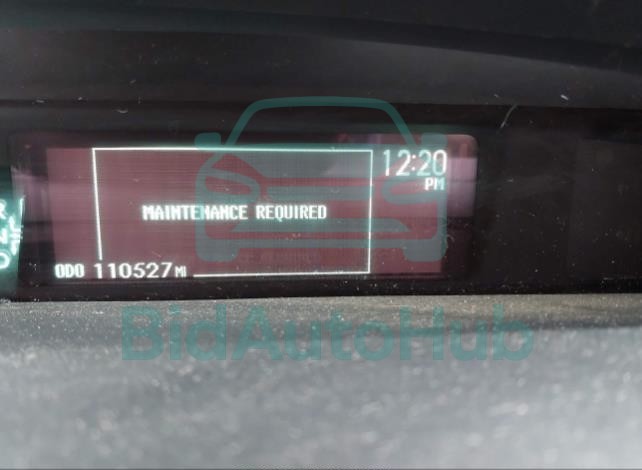 12:20
PM
MAINTENANCE REQUIRED
ODO 110527 MI
R
N
D
BidAutoHub